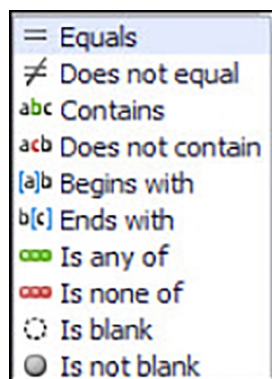 = Equals
≠ Does not equal
abc Contains
acb Does not contain
[a]b Begins with
b[c] Ends with
Is any of
Is none of
Is blank
Is not blank